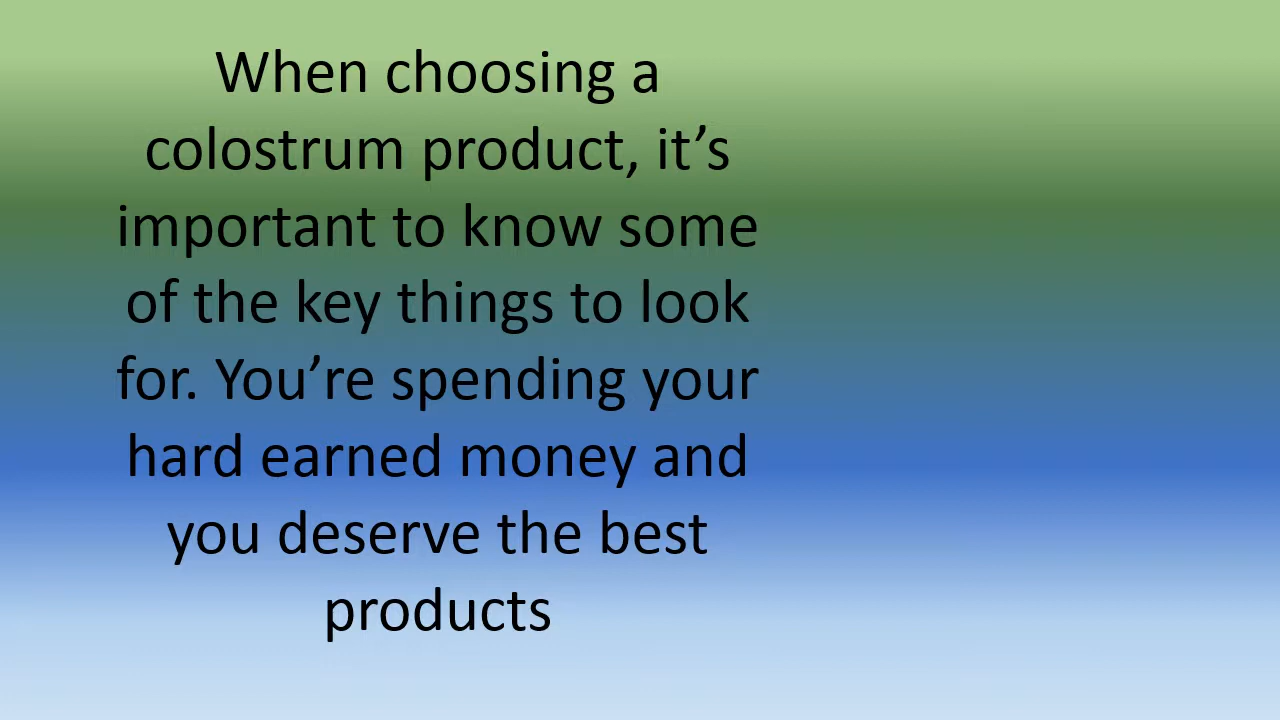 When choosing a
colostrum product, it’s
important to know some
of the key things to look
for. You’re spending your
hard earned money and
you deserve the best
products